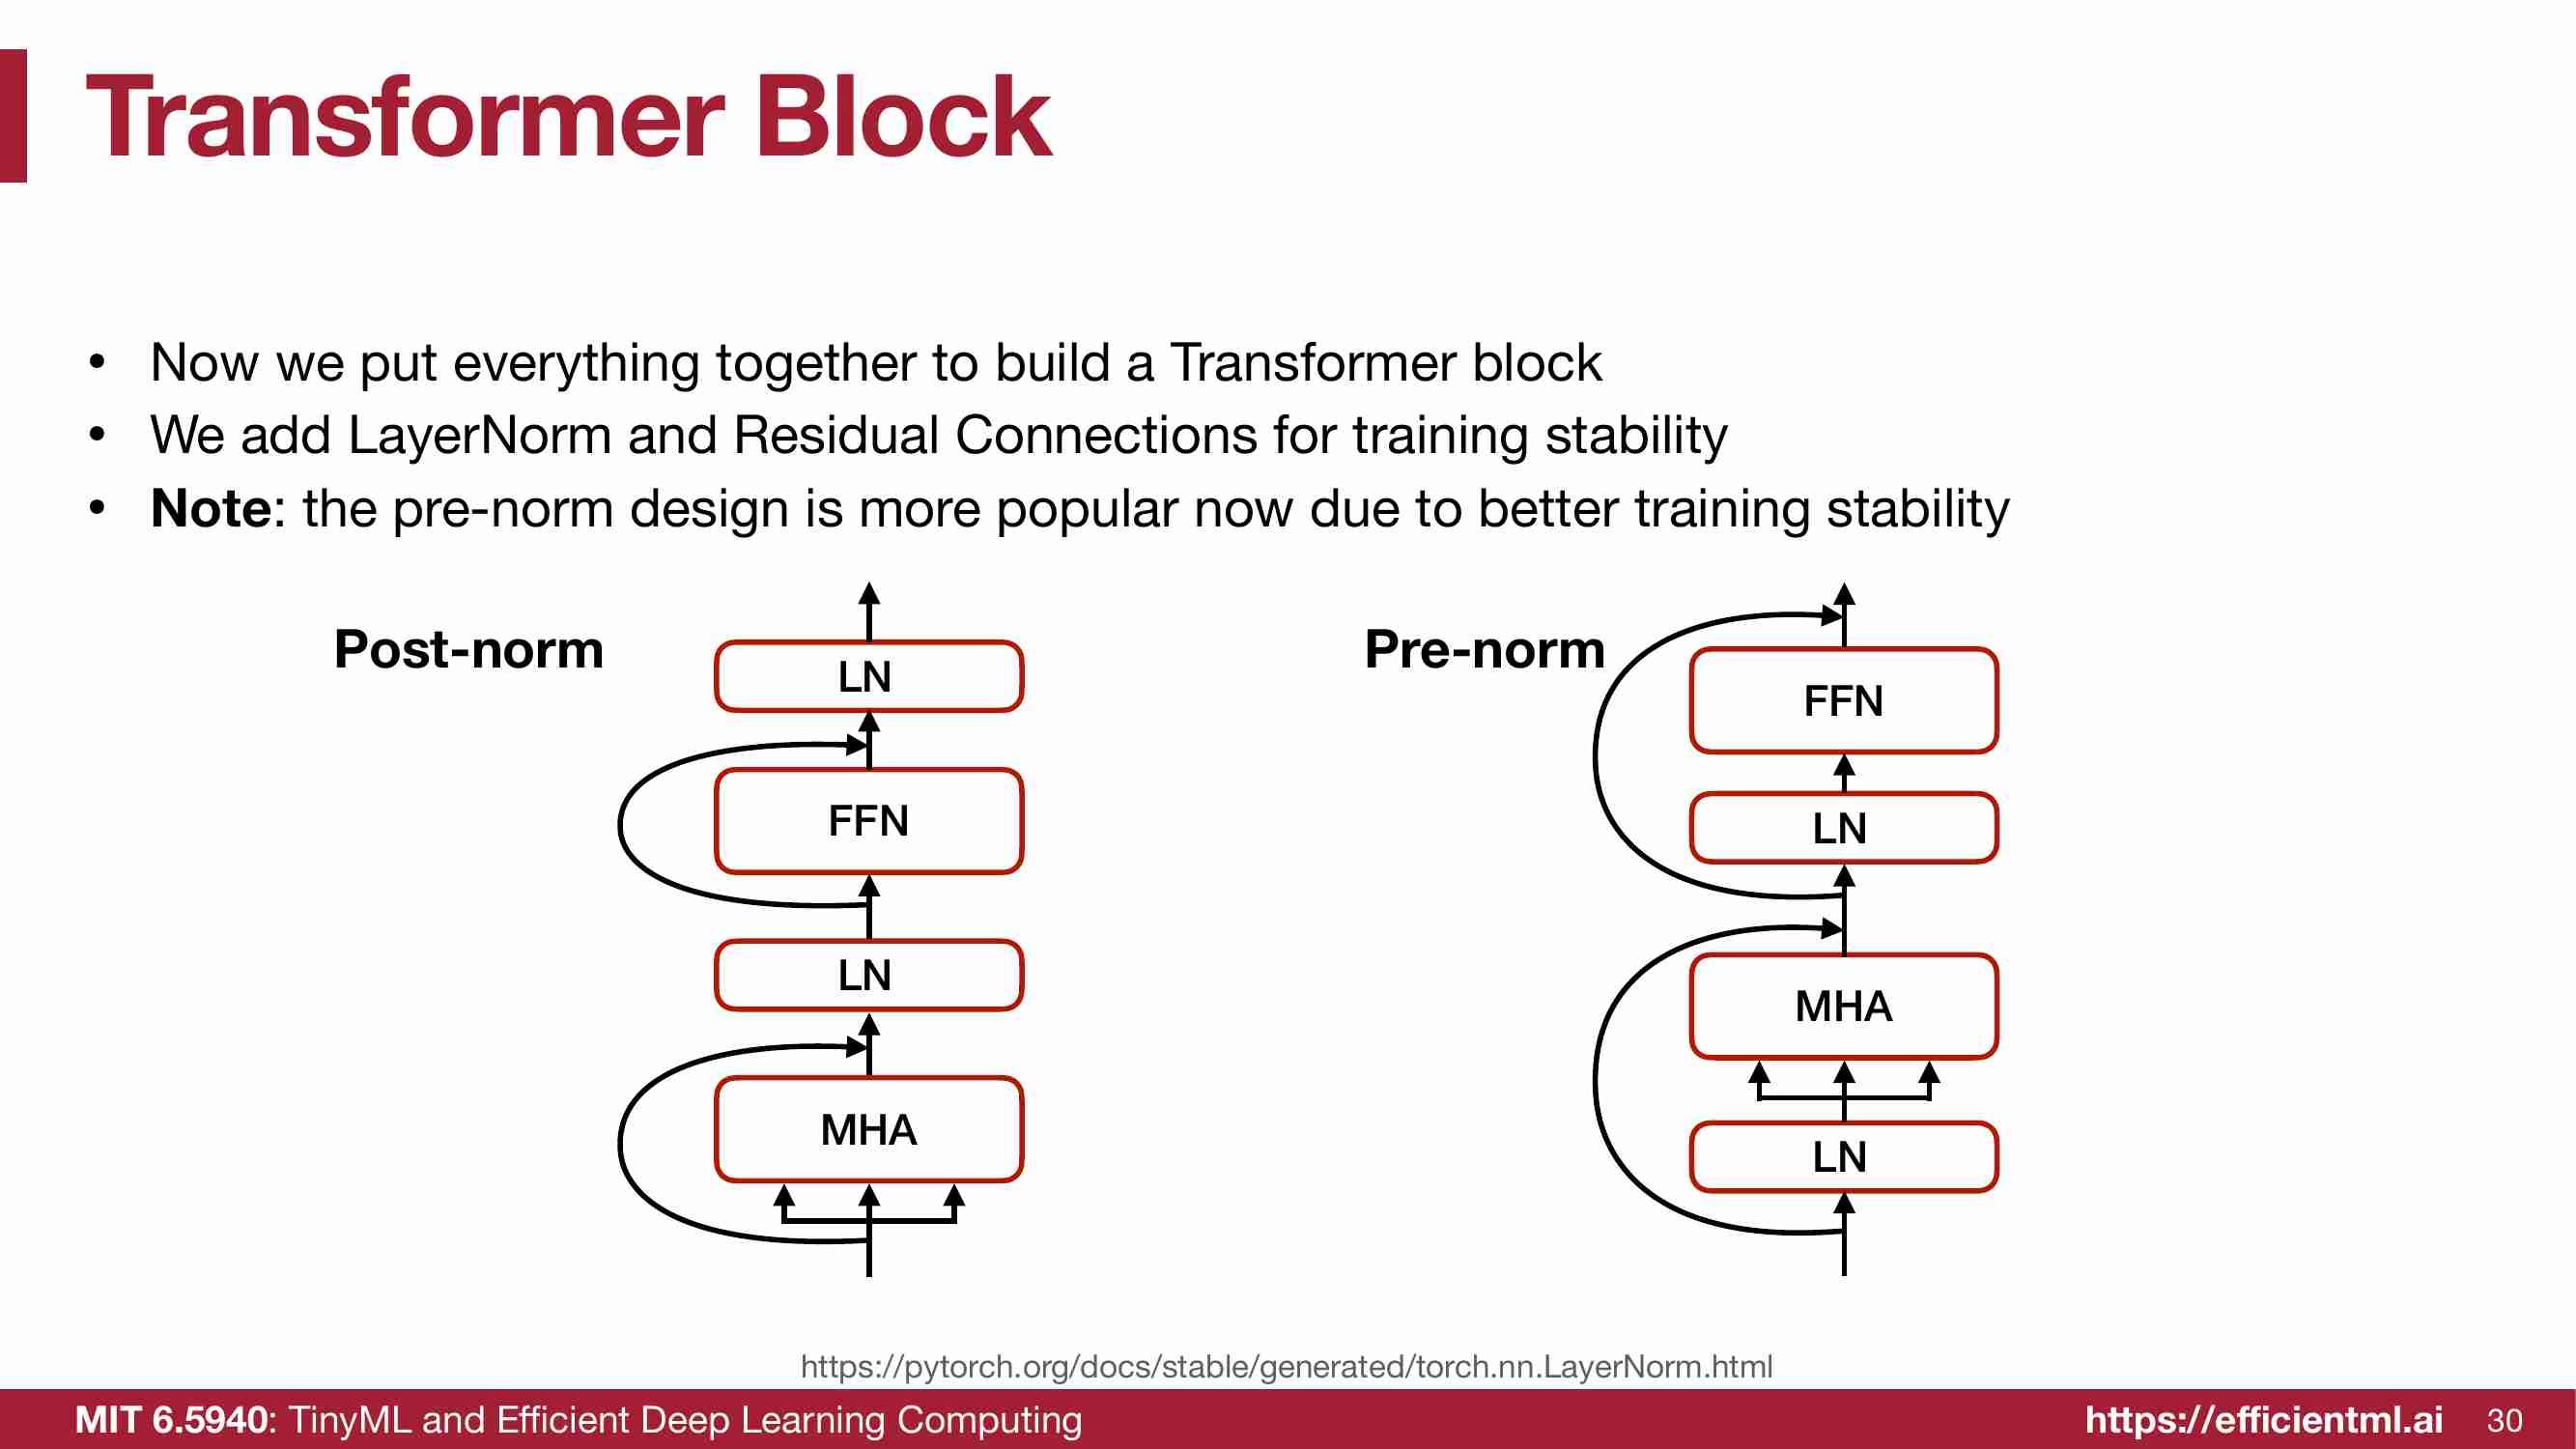 Transformer Block
• Now we put everything together to build a Transformer block
• We add LayerNorm and Residual Connections for training stability
• Note: the pre-norm design is more popular now due to better training stability
Post-norm
LN
FFN
LN
MHA
Pre-norm
FFN
LN
MHA
LN
https://pytorch.org/docs/stable/generated/torch.nn.LayerNorm.html
MIT 6.5940: TinyML and Efficient Deep Learning Computing
https://efficientml.ai
30